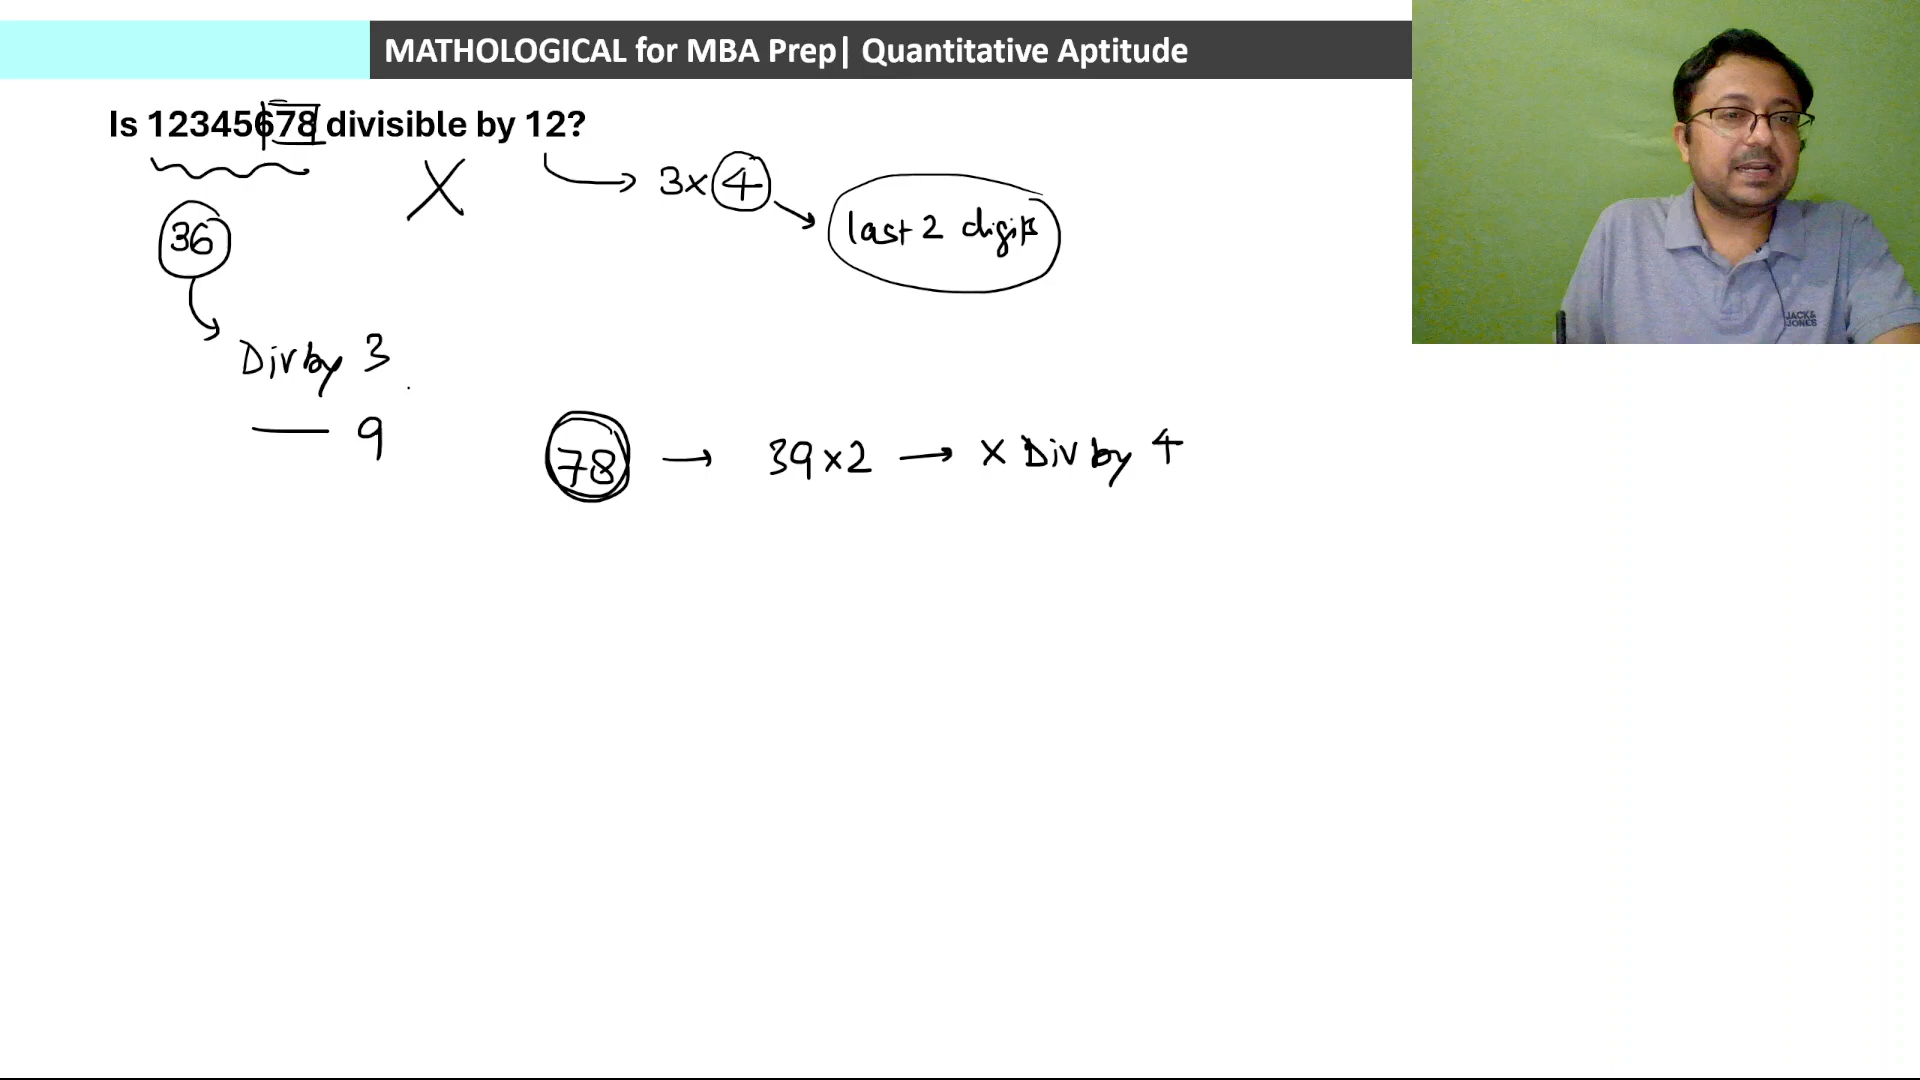 MATHOLOGICAL for MBA Prep| Quantitative Aptitude
Is 12345678 divisible by 12?
X
3x4
last 2 digits
36
Div by 3
— 9
78 → 39x2 → X Div by 4
JACK&
JONES